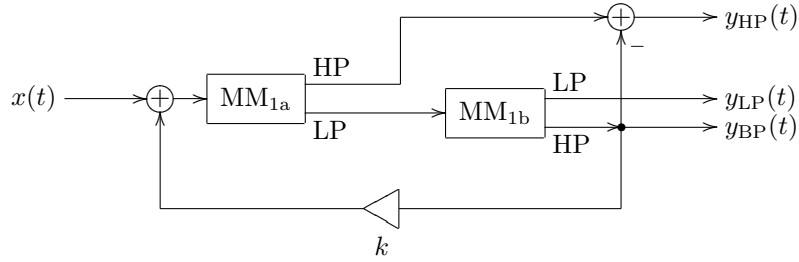 y_HP(t)
+
−
HP
LP
x(t)
+
MM_1a
MM_1b
y_LP(t)
y_BP(t)
LP
HP
k